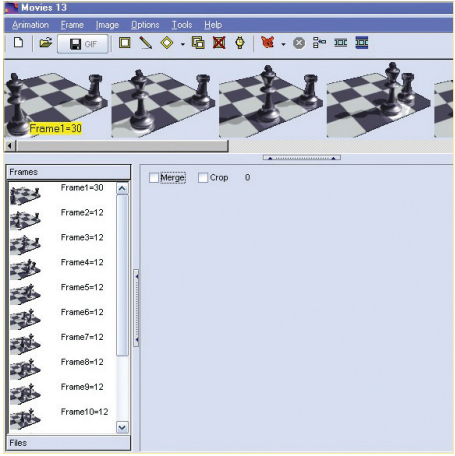 Movies 13
Animation Frame Image Options Tools Help
GIF
Frame1=30
Frames
Merge Crop 0
Frame1=30
Frame2=12
Frame3=12
Frame4=12
Frame5=12
Frame6=12
Frame7=12
Frame8=12
Frame9=12
Frame10=12
Files